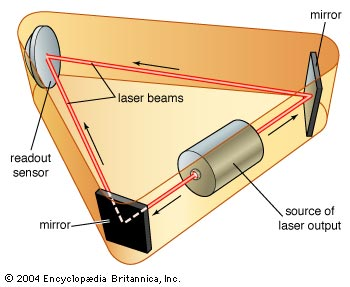 mirror
laser beams
readout
sensor
mirror
source of
laser output
© 2004 Encyclopædia Britannica, Inc.